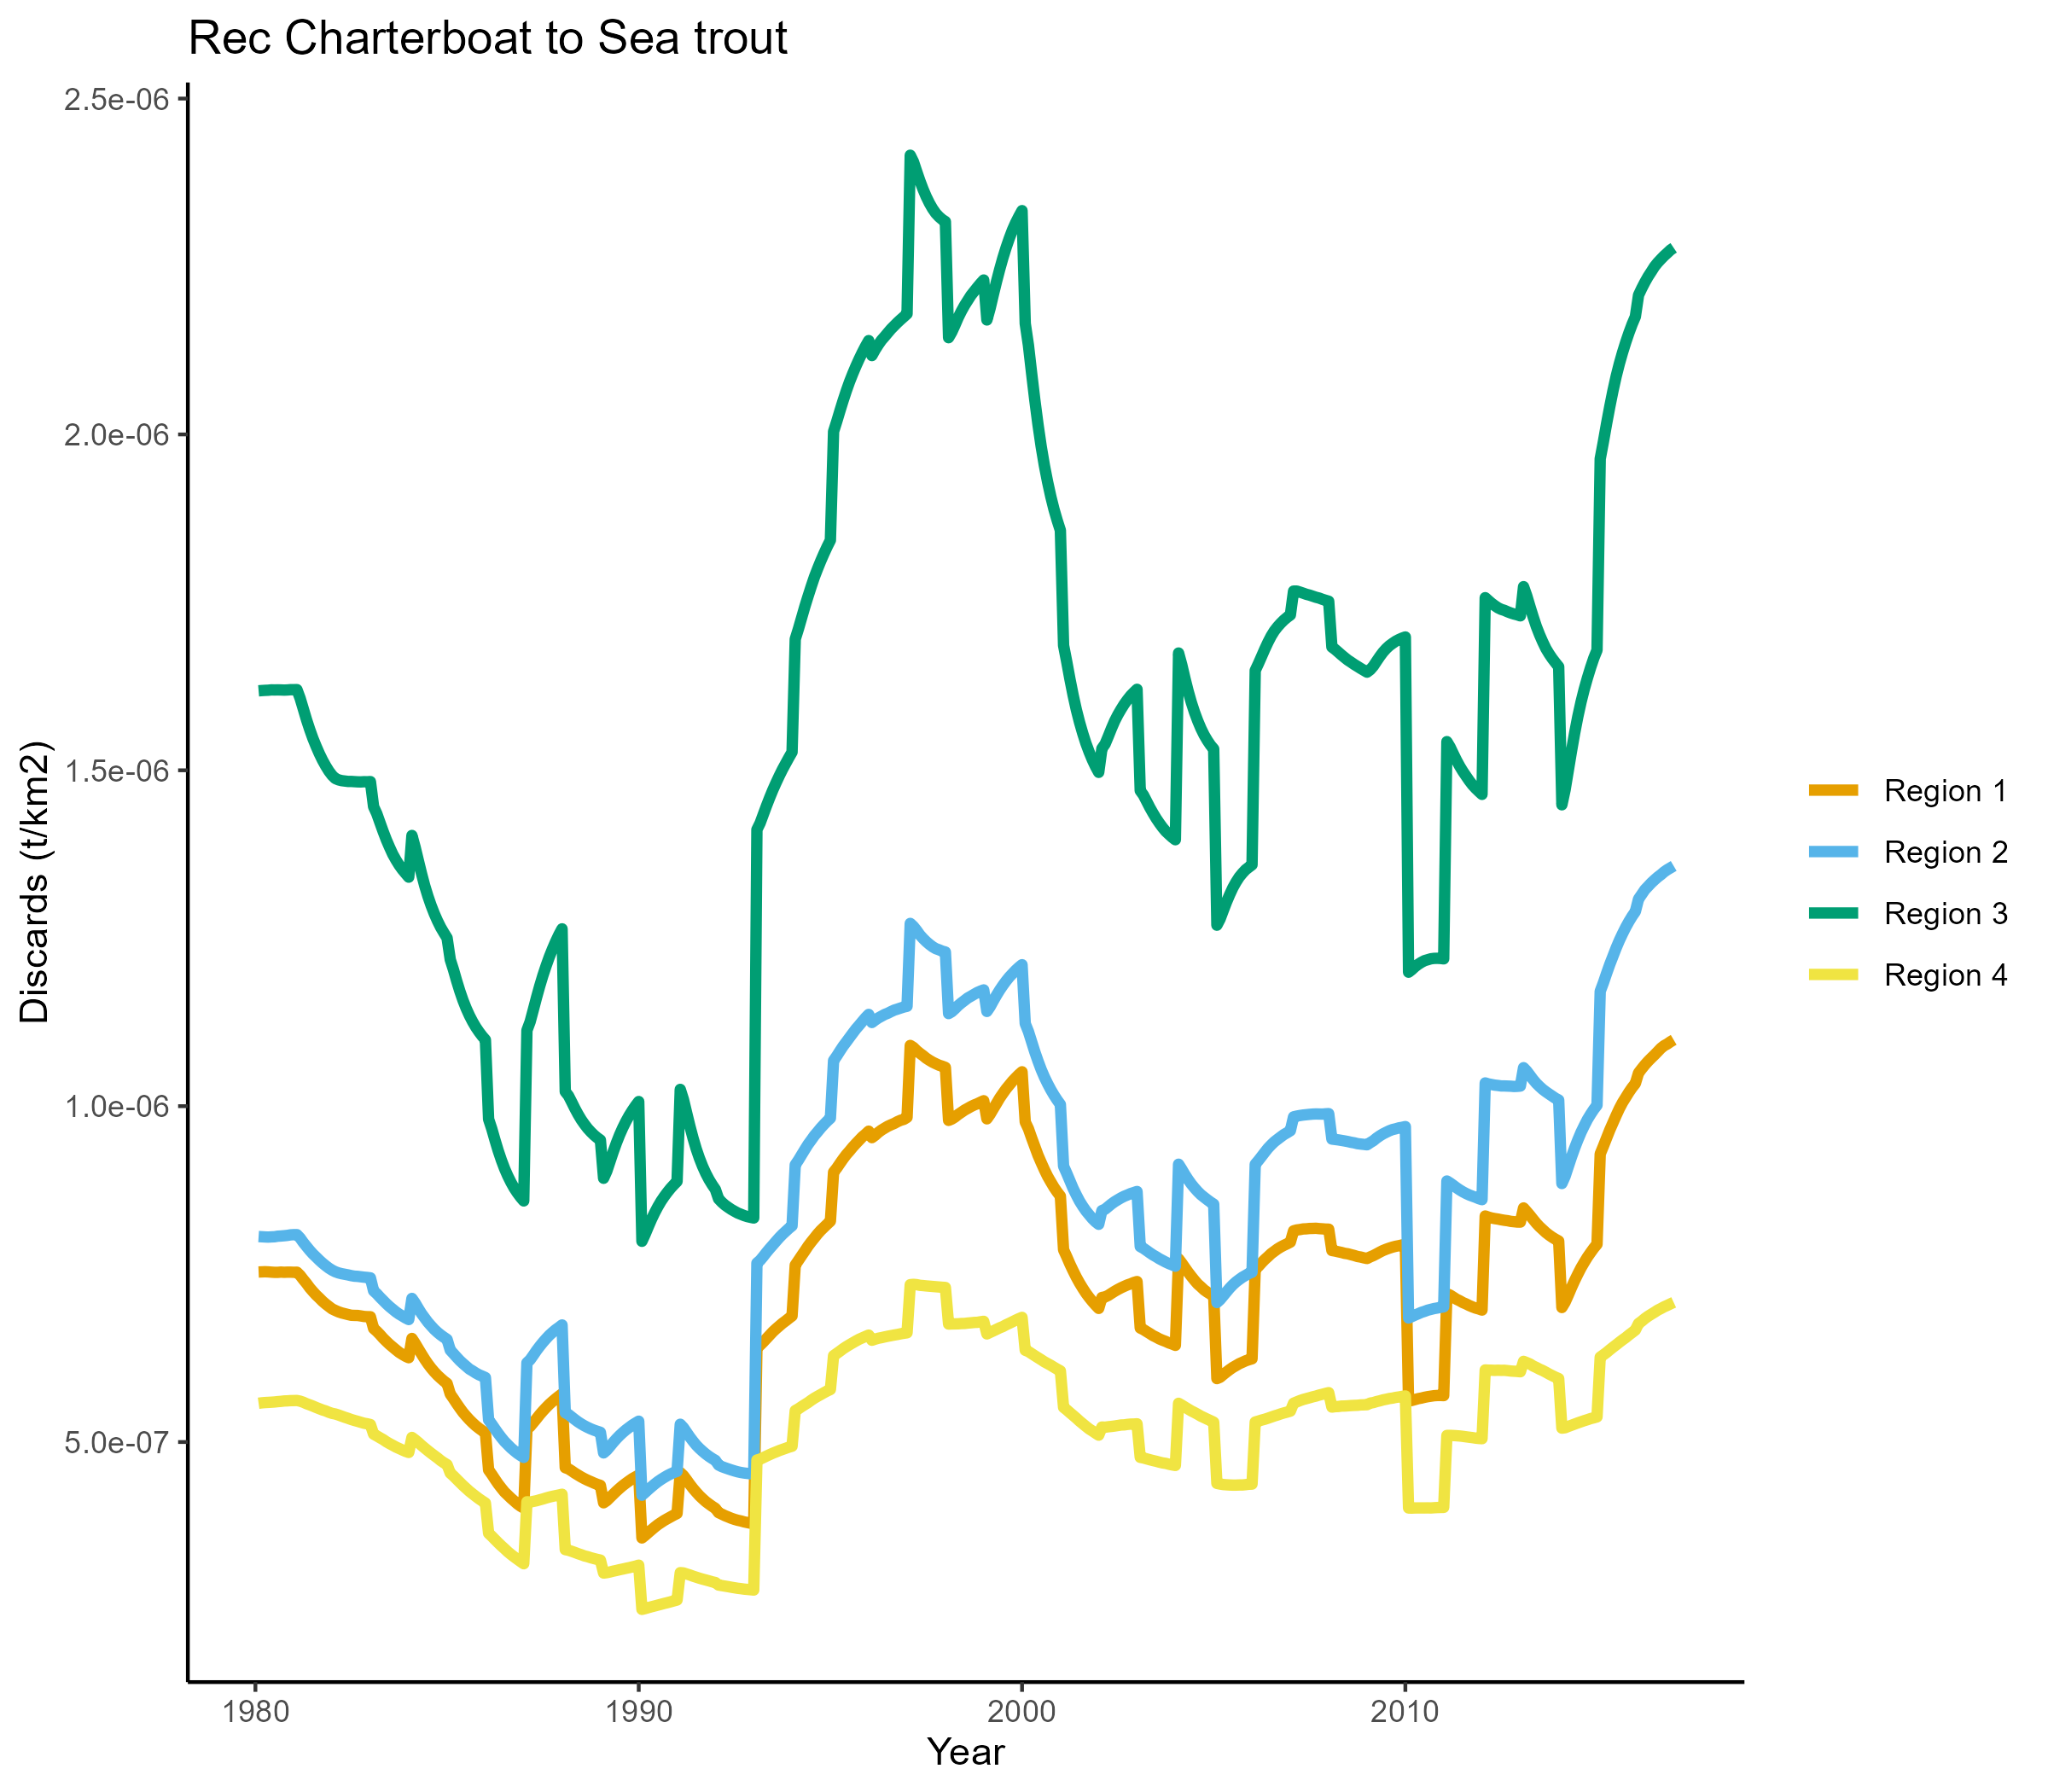 Rec Charterboat to Sea trout
2.5e-06
2.0e-06
1.5e-06
1.0e-06
5.0e-07
Discards (t/km2)
1980
1990
2000
2010
Year
Region 1
Region 2
Region 3
Region 4